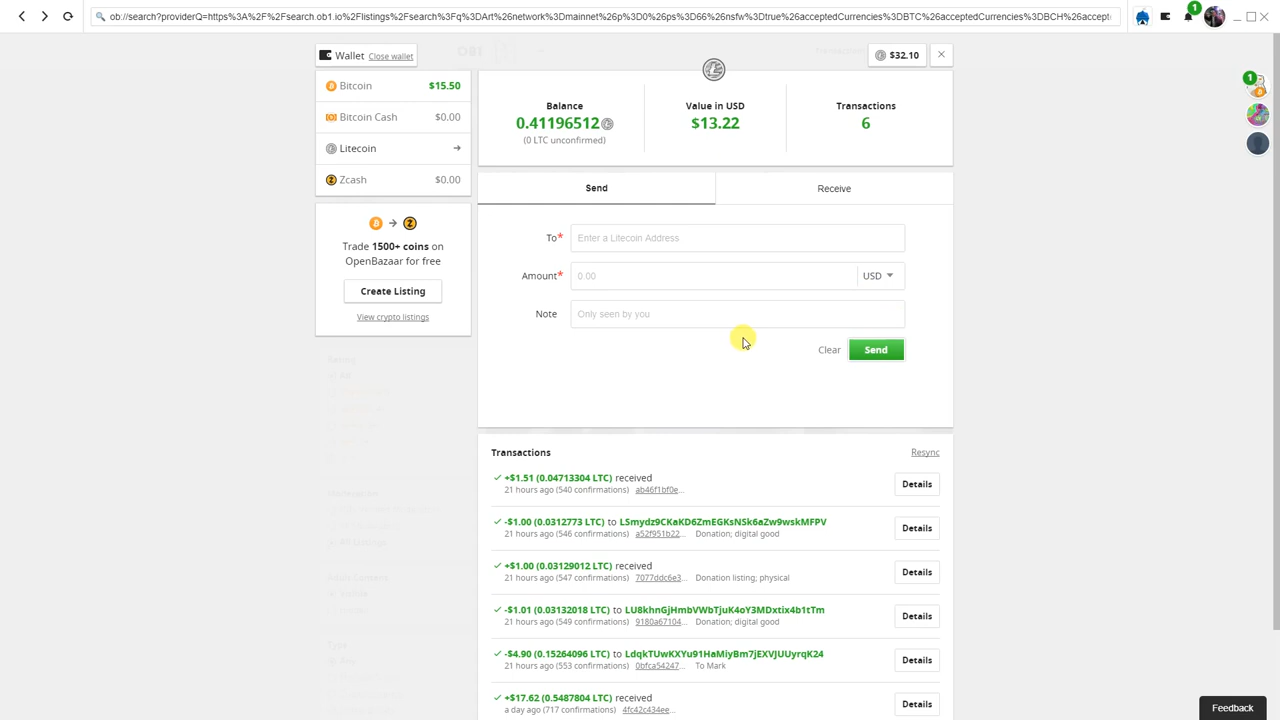 ob://search?providerQ=https%3A%2F%2Fsearch.ob1.io%2Flistings%2Fsearch%3Fq%3DArt%26network%3Dmainnet%26p%3D0%26ps%3D66%26nsfw%3Dtrue%26acceptedCurrencies%3DBTC%26acceptedCurrencies%3DBCH%26accept
1
Wallet Close wallet
$32.10
Bitcoin $15.50
Bitcoin Cash $0.00
Litecoin →
Zcash $0.00
Trade 1500+ coins on
OpenBazaar for free
Create Listing
View crypto listings
Balance
0.41196512
(0 LTC unconfirmed)
Value in USD
$13.22
Transactions
6
Send
Receive
To* Enter a Litecoin Address
Amount* 0.00 USD
Note Only seen by you
Clear Send
Transactions Resync
+$1.51 (0.04713304 LTC) received
21 hours ago (540 confirmations) ab46f1bf0e...
Details
-$1.00 (0.0312773 LTC) to LSmydz9CKaKD6ZmEGKsNSk6aZw9wskMFPV
21 hours ago (546 confirmations) a52f951b22... Donation; digital good
Details
+$1.00 (0.03129012 LTC) received
21 hours ago (547 confirmations) 7077ddc6e3... Donation listing; physical
Details
-$1.01 (0.03132018 LTC) to LU8khnGjHmbVWbTjuK4oY3MDxtix4b1tTm
21 hours ago (549 confirmations) 9180a67104... Donation; digital good
Details
-$4.90 (0.15264096 LTC) to LdqkTUwKXYu91HaMiyBm7jEXVJUUyrqK24
21 hours ago (553 confirmations) 0bfca54247... To Mark
Details
+$17.62 (0.5487804 LTC) received
a day ago (717 confirmations) 4fc42c434ee...
Details
1
Feedback